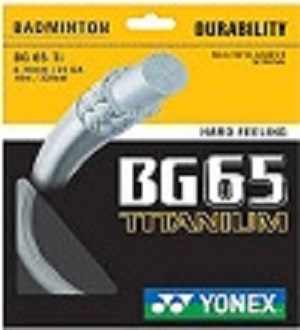 BADMINTON
DURABILITY
BG 65 Ti
HARD FEELING
BG65
TITANIUM
YONEX